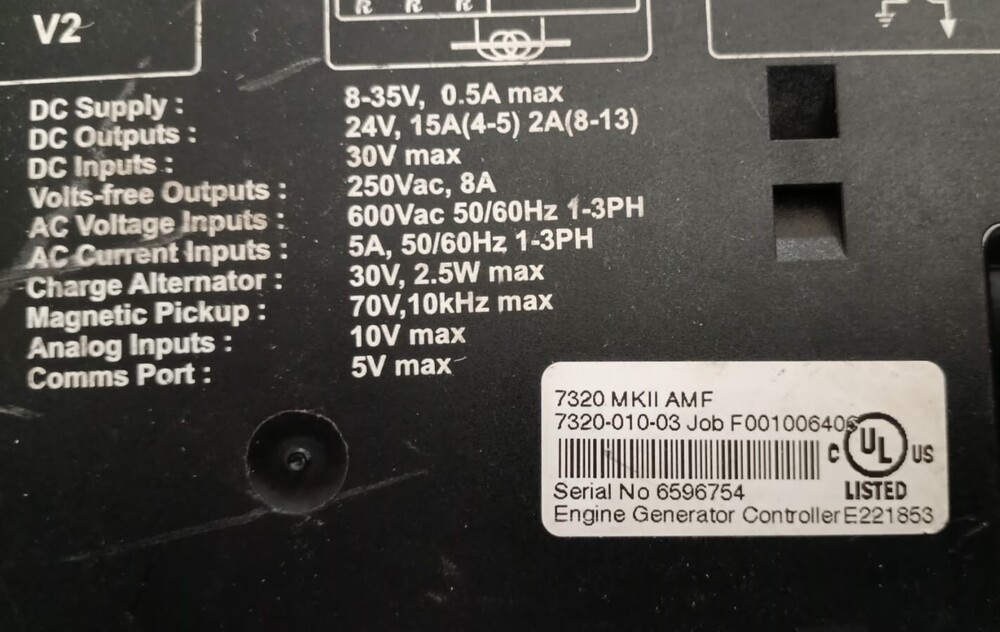 V2
R R R
DC Supply : 8-35V, 0.5A max
DC Outputs : 24V, 15A(4-5) 2A(8-13)
DC Inputs : 30V max
Volts-free Outputs : 250Vac, 8A
AC Voltage Inputs : 600Vac 50/60Hz 1-3PH
AC Current Inputs : 5A, 50/60Hz 1-3PH
Charge Alternator : 30V, 2.5W max
Magnetic Pickup : 70V,10kHz max
Analog Inputs : 10V max
Comms Port : 5V max
7320 MKII AMF
7320-010-03 Job F001006406
C UL US
LISTED
Serial No 6596754
Engine Generator Controller E221853